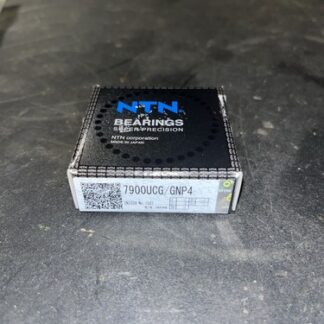 NTN
BEARINGS
SUPER PRECISION
NTN corporation
MADE IN JAPAN
7900UCG/GNP4